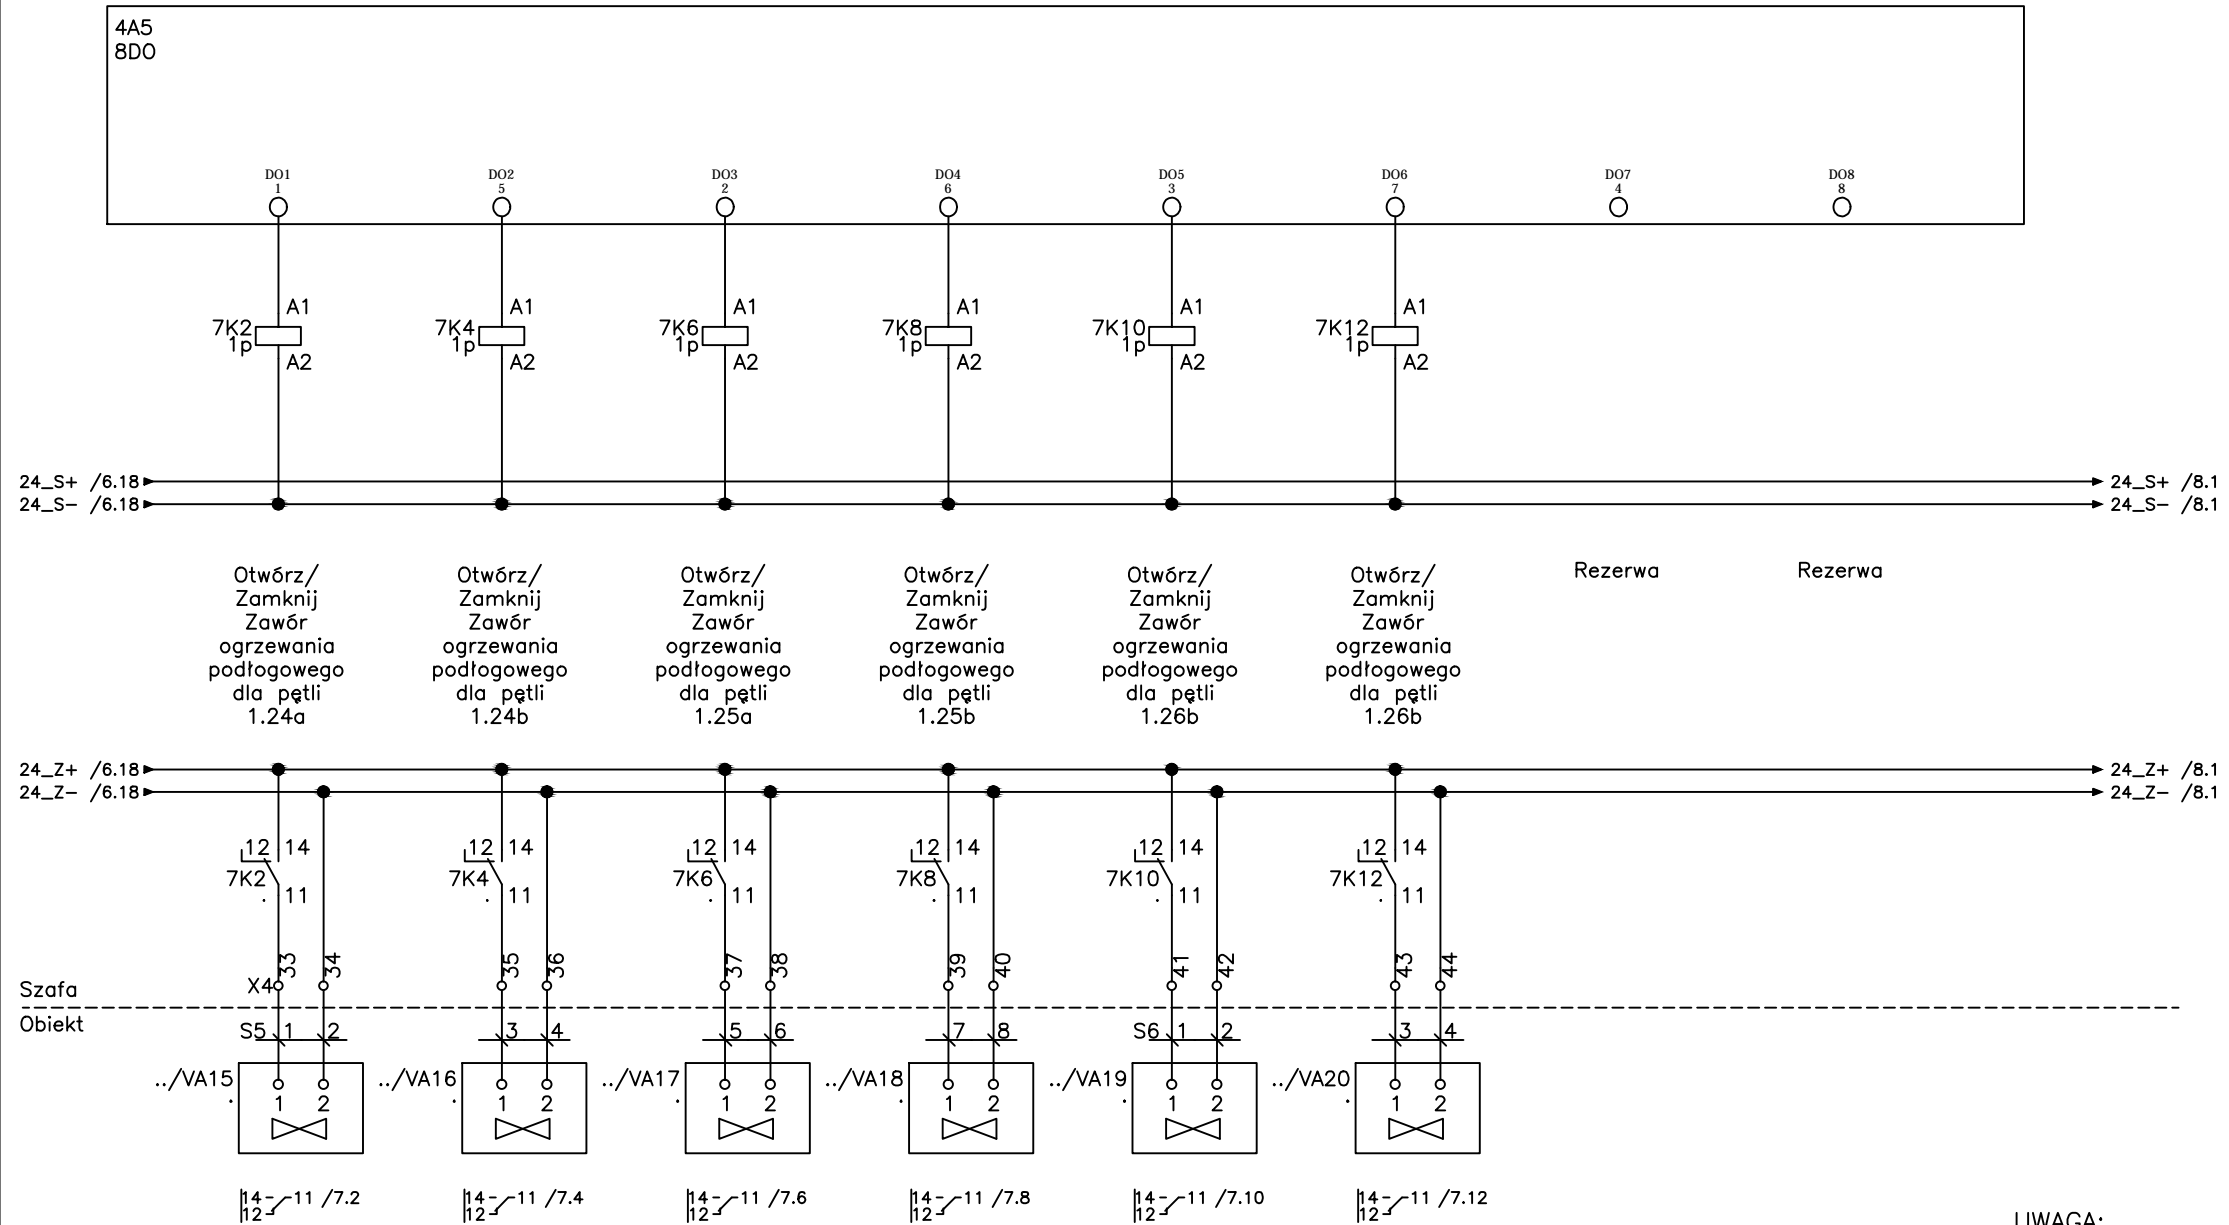 4A5
8DO
DO1 DO2 DO3 DO4 DO5 DO6 DO7 DO8
1 5 2 6 3 7 4 8
A1 A1 A1 A1 A1 A1
7K2 7K4 7K6 7K8 7K10 7K12
1p 1p 1p 1p 1p 1p
A2 A2 A2 A2 A2 A2
24_S+ /6.18 24_S+ /8.1
24_S- /6.18 24_S- /8.1
Otwórz/ Otwórz/ Otwórz/ Otwórz/ Otwórz/ Otwórz/ Rezerwa Rezerwa
Zamknij Zamknij Zamknij Zamknij Zamknij Zamknij
Zawór Zawór Zawór Zawór Zawór Zawór
ogrzewania ogrzewania ogrzewania ogrzewania ogrzewania ogrzewania
podłogowego podłogowego podłogowego podłogowego podłogowego podłogowego
dla pętli dla pętli dla pętli dla pętli dla pętli dla pętli
1.24a 1.24b 1.25a 1.25b 1.26b 1.26b
24_Z+ /6.18 24_Z+ /8.1
24_Z- /6.18 24_Z- /8.1
12 14 12 14 12 14 12 14 12 14 12 14
7K2 7K4 7K6 7K8 7K10 7K12
. 11 . 11 . 11 . 11 . 11 . 11
33 34 35 36 37 38 39 40 41 42 43 44
Szafa X4
Obiekt S5 1 2 3 4 5 6 7 8 S6 1 2 3 4
../VA15 ../VA16 ../VA17 ../VA18 ../VA19 ../VA20
. 1 2 . 1 2 . 1 2 . 1 2 . 1 2 . 1 2
14 11 /7.2 14 11 /7.4 14 11 /7.6 14 11 /7.8 14 11 /7.10 14 11 /7.12
12 12 12 12 12 12
UWAGA: